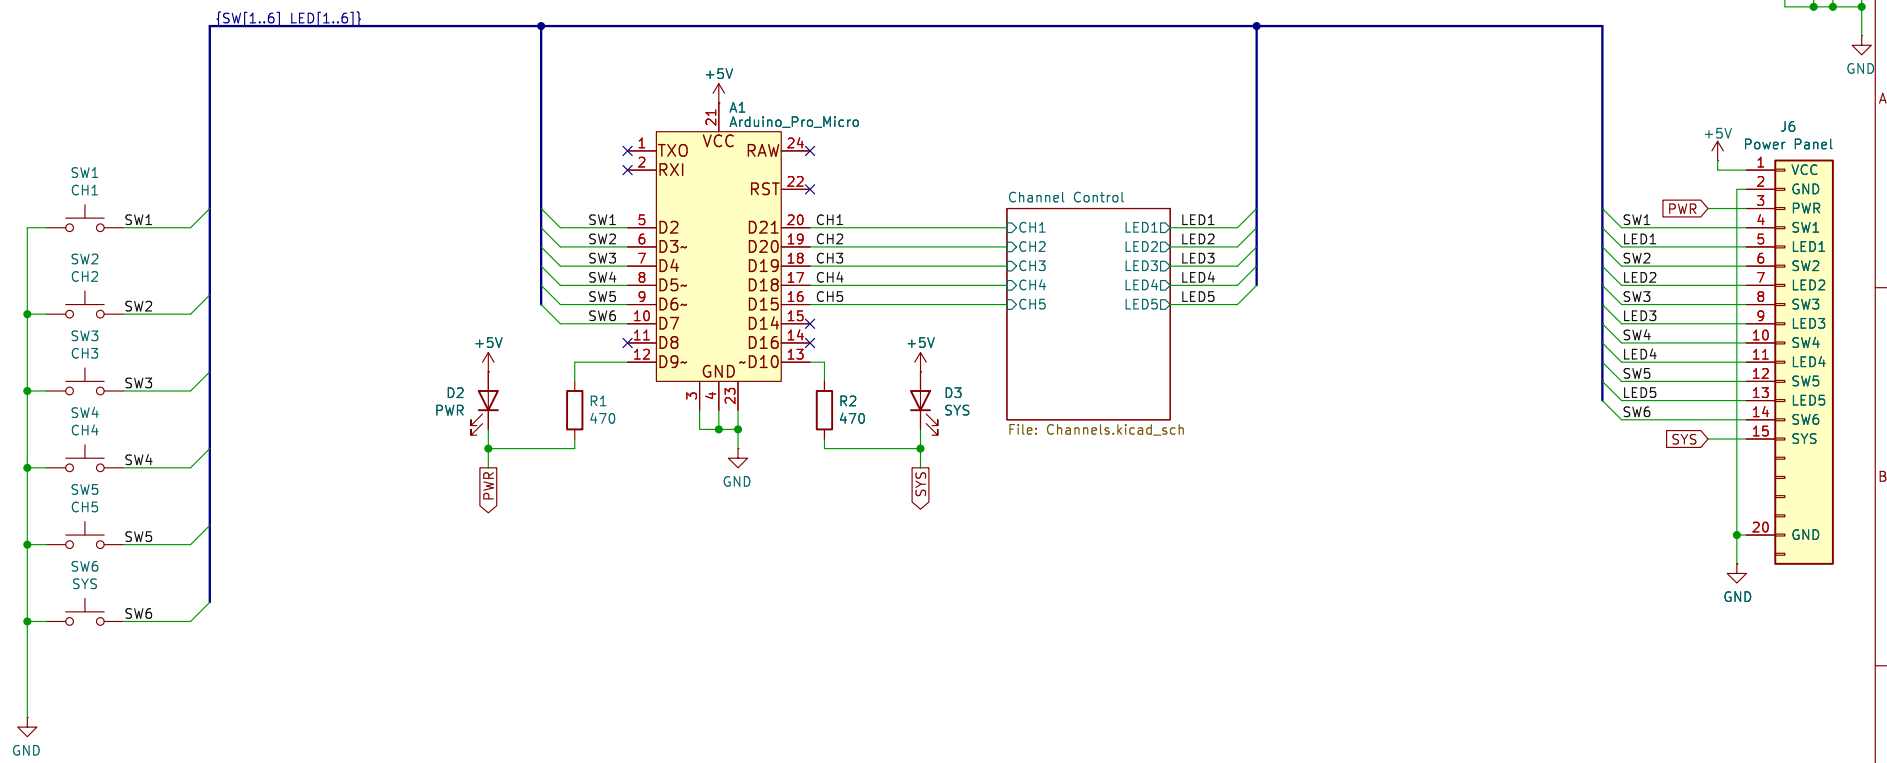 {SW[1..6] LED[1..6]}
GND
A
B
SW1
CH1
SW1
SW2
CH2
SW2
SW3
CH3
SW3
SW4
CH4
SW4
SW5
CH5
SW5
SW6
SYS
SW6
GND
+5V
A1
Arduino_Pro_Micro
21
VCC
1 TXO
2 RXI
SW1 5 D2
SW2 6 D3~
SW3 7 D4
SW4 8 D5~
SW5 9 D6~
SW6 10 D7
11 D8
12 D9~
RAW 24
RST 22
D21 20 CH1
D20 19 CH2
D19 18 CH3
D18 17 CH4
D15 16 CH5
D14 15
D16 14
~D10 13
GND
3 4 23
GND
+5V
D2
PWR
R1
470
PWR
R2
470
+5V
D3
SYS
SYS
Channel Control
CH1 LED1 LED1
CH2 LED2 LED2
CH3 LED3 LED3
CH4 LED4 LED4
CH5 LED5 LED5
File: Channels.kicad_sch
+5V
J6
Power Panel
1 VCC
2 GND
PWR 3 PWR
SW1 4 SW1
LED1 5 LED1
SW2 6 SW2
LED2 7 LED2
SW3 8 SW3
LED3 9 LED3
SW4 10 SW4
LED4 11 LED4
SW5 12 SW5
LED5 13 LED5
SW6 14 SW6
SYS 15 SYS
20 GND
GND